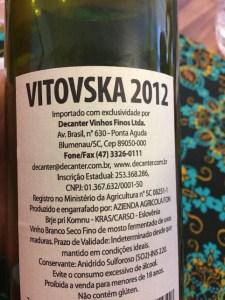 VITOVSKA 2012
Importado com exclusividade por
Decanter Vinhos Finos Ltda.
Av. Brasil, n° 630 - Ponta Aguda
Blumenau/SC, Cep 89050-000
Fone/Fax (47) 3326-0111
decanter@decanter.com.br www.decanter.com.br
Inscrição Estadual: 253.368.286,
CNPJ: 01.367.632/0001-50
Registro no Ministério da Agricultura n° SC 08251-1
Produzido e engarrafado por: AZIENDA AGRICOLA FON
Brje pri Komnu - KRAS/CARSO - Eslovênia
Vinho Branco Seco Fino de mosto fermentado de uvas
maduras. Prazo de Validade: Indeterminado desde que
mantido em condições ideais.
Conservante: Anidrido Sulforoso (SO2)-INS 220.
Evite o consumo excessivo de álcool.
Proibida a venda para menores de 18 anos.
Não contém glúten.